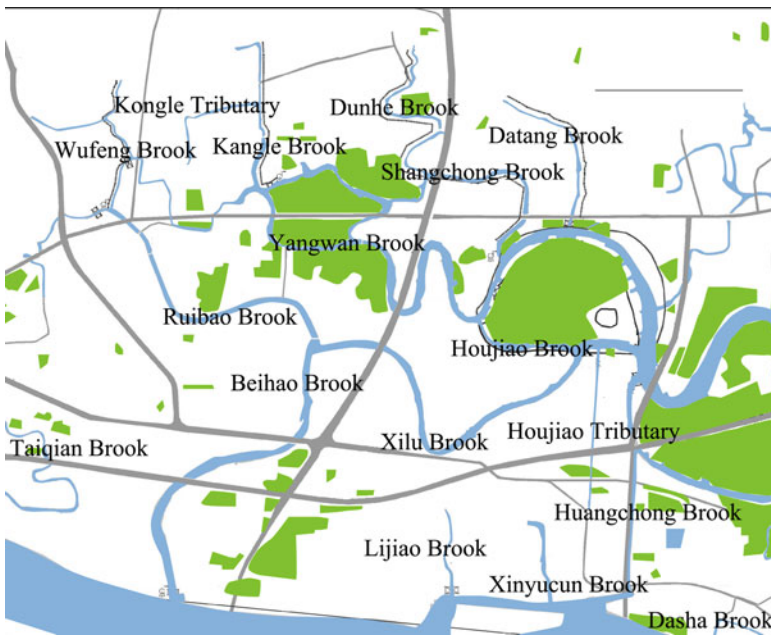 Kongle Tributary
Dunhe Brook
Wufeng Brook
Kangle Brook
Datang Brook
Shangchong Brook
Yangwan Brook
Ruibao Brook
Houjiao Brook
Beihao Brook
Taiqian Brook
Xilu Brook
Houjiao Tributary
Huangchong Brook
Lijiao Brook
Xinyucun Brook
Dasha Brook